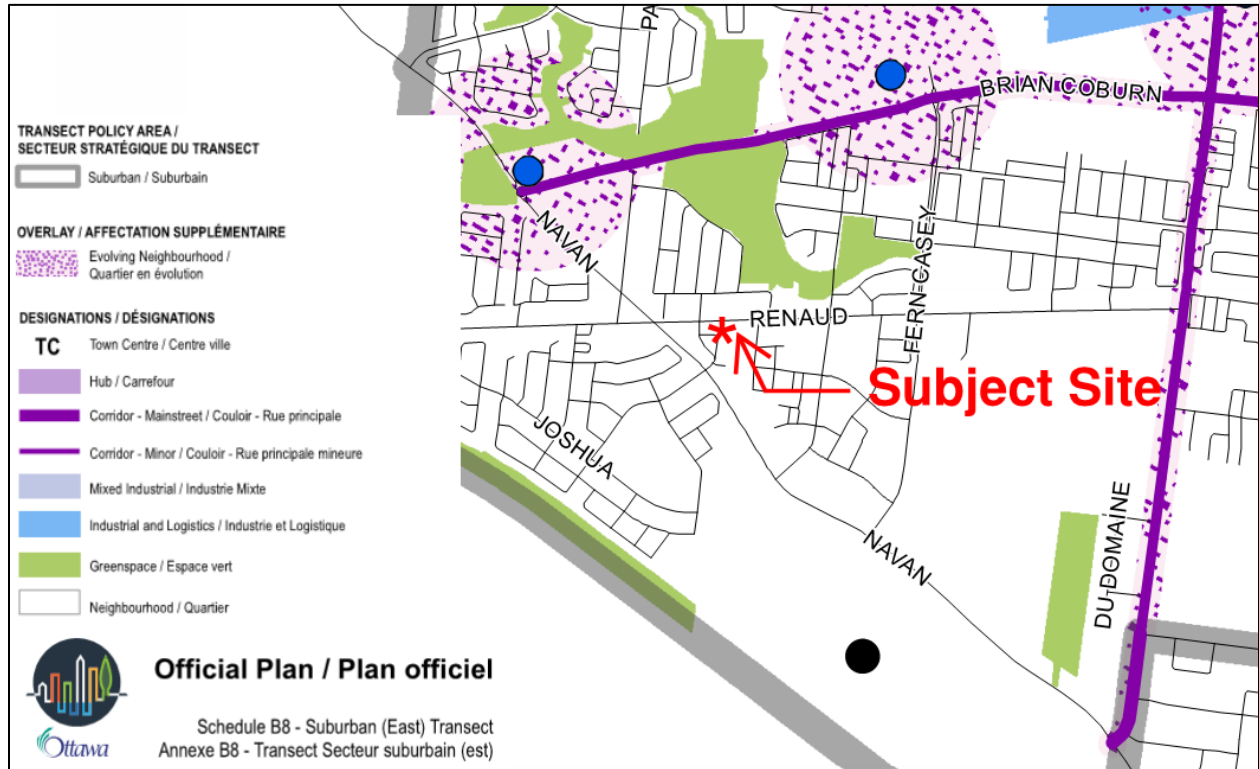 TRANSECT POLICY AREA /
SECTEUR STRATÉGIQUE DU TRANSECT
Suburban / Suburbain
OVERLAY / AFFECTATION SUPPLÉMENTAIRE
Evolving Neighbourhood /
Quartier en évolution
DESIGNATIONS / DÉSIGNATIONS
TC Town Centre / Centre ville
Hub / Carrefour
Corridor - Mainstreet / Couloir - Rue principale
Corridor - Minor / Couloir - Rue principale mineure
Mixed Industrial / Industrie Mixte
Industrial and Logistics / Industrie et Logistique
Greenspace / Espace vert
Neighbourhood / Quartier
Official Plan / Plan officiel
Schedule B8 - Suburban (East) Transect
Annexe B8 - Transect Secteur suburbain (est)
Ottawa
PA
BRIAN COBURN
NAVAN
FERN CASEY
RENAUD
* Subject Site
JOSHUA
NAVAN
DU DOMAINE